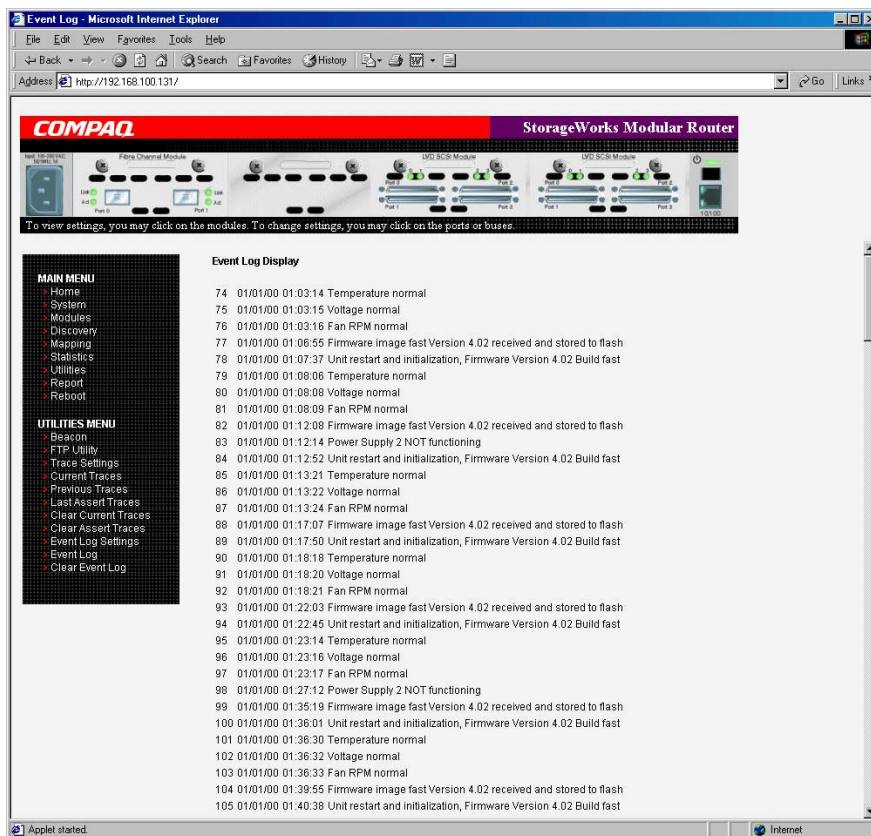 Event Log - Microsoft Internet Explorer
File Edit View Favorites Tools Help
Back Search Favorites History
Address http://192.168.100.131/ Go Links
COMPAQ StorageWorks Modular Router
Fibre Channel Module LVD SCSI Module LVD SCSI Module
Link Link Port 0 Port 2 Port 0 Port 2
Act Act
Port 0 Port 1 Port 1 Port 3 Port 1 Port 3 10/100
To view settings, you may click on the modules. To change settings, you may click on the ports or buses.
MAIN MENU
Home
System
Modules
Discovery
Mapping
Statistics
Utilities
Report
Reboot
UTILITIES MENU
Beacon
FTP Utility
Trace Settings
Current Traces
Previous Traces
Last Assert Traces
Clear Current Traces
Clear Assert Traces
Event Log Settings
Event Log
Clear Event Log
Event Log Display
74 01/01/00 01:03:14 Temperature normal
75 01/01/00 01:03:15 Voltage normal
76 01/01/00 01:03:16 Fan RPM normal
77 01/01/00 01:06:55 Firmware image fast Version 4.02 received and stored to flash
78 01/01/00 01:07:37 Unit restart and initialization, Firmware Version 4.02 Build fast
79 01/01/00 01:08:06 Temperature normal
80 01/01/00 01:08:08 Voltage normal
81 01/01/00 01:08:09 Fan RPM normal
82 01/01/00 01:12:08 Firmware image fast Version 4.02 received and stored to flash
83 01/01/00 01:12:14 Power Supply 2 NOT functioning
84 01/01/00 01:12:52 Unit restart and initialization, Firmware Version 4.02 Build fast
85 01/01/00 01:13:21 Temperature normal
86 01/01/00 01:13:22 Voltage normal
87 01/01/00 01:13:24 Fan RPM normal
88 01/01/00 01:17:07 Firmware image fast Version 4.02 received and stored to flash
89 01/01/00 01:17:50 Unit restart and initialization, Firmware Version 4.02 Build fast
90 01/01/00 01:18:18 Temperature normal
91 01/01/00 01:18:20 Voltage normal
92 01/01/00 01:18:21 Fan RPM normal
93 01/01/00 01:22:03 Firmware image fast Version 4.02 received and stored to flash
94 01/01/00 01:22:45 Unit restart and initialization, Firmware Version 4.02 Build fast
95 01/01/00 01:23:14 Temperature normal
96 01/01/00 01:23:16 Voltage normal
97 01/01/00 01:23:17 Fan RPM normal
98 01/01/00 01:27:12 Power Supply 2 NOT functioning
99 01/01/00 01:35:19 Firmware image fast Version 4.02 received and stored to flash
100 01/01/00 01:36:01 Unit restart and initialization, Firmware Version 4.02 Build fast
101 01/01/00 01:36:30 Temperature normal
102 01/01/00 01:36:32 Voltage normal
103 01/01/00 01:36:33 Fan RPM normal
104 01/01/00 01:39:55 Firmware image fast Version 4.02 received and stored to flash
105 01/01/00 01:40:38 Unit restart and initialization, Firmware Version 4.02 Build fast
Applet started. Internet